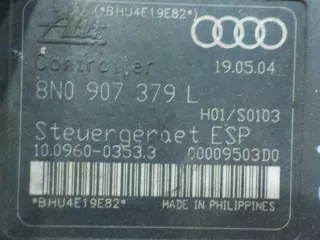 (*BHU4E19E82*)
Ate
Controller 19.05.04
8N0 907 379 L
H01/S0103
Steuergeraet ESP
10.0960-0353.3 00009503D0
*BHU4E19E82* MADE IN PHILIPPINES